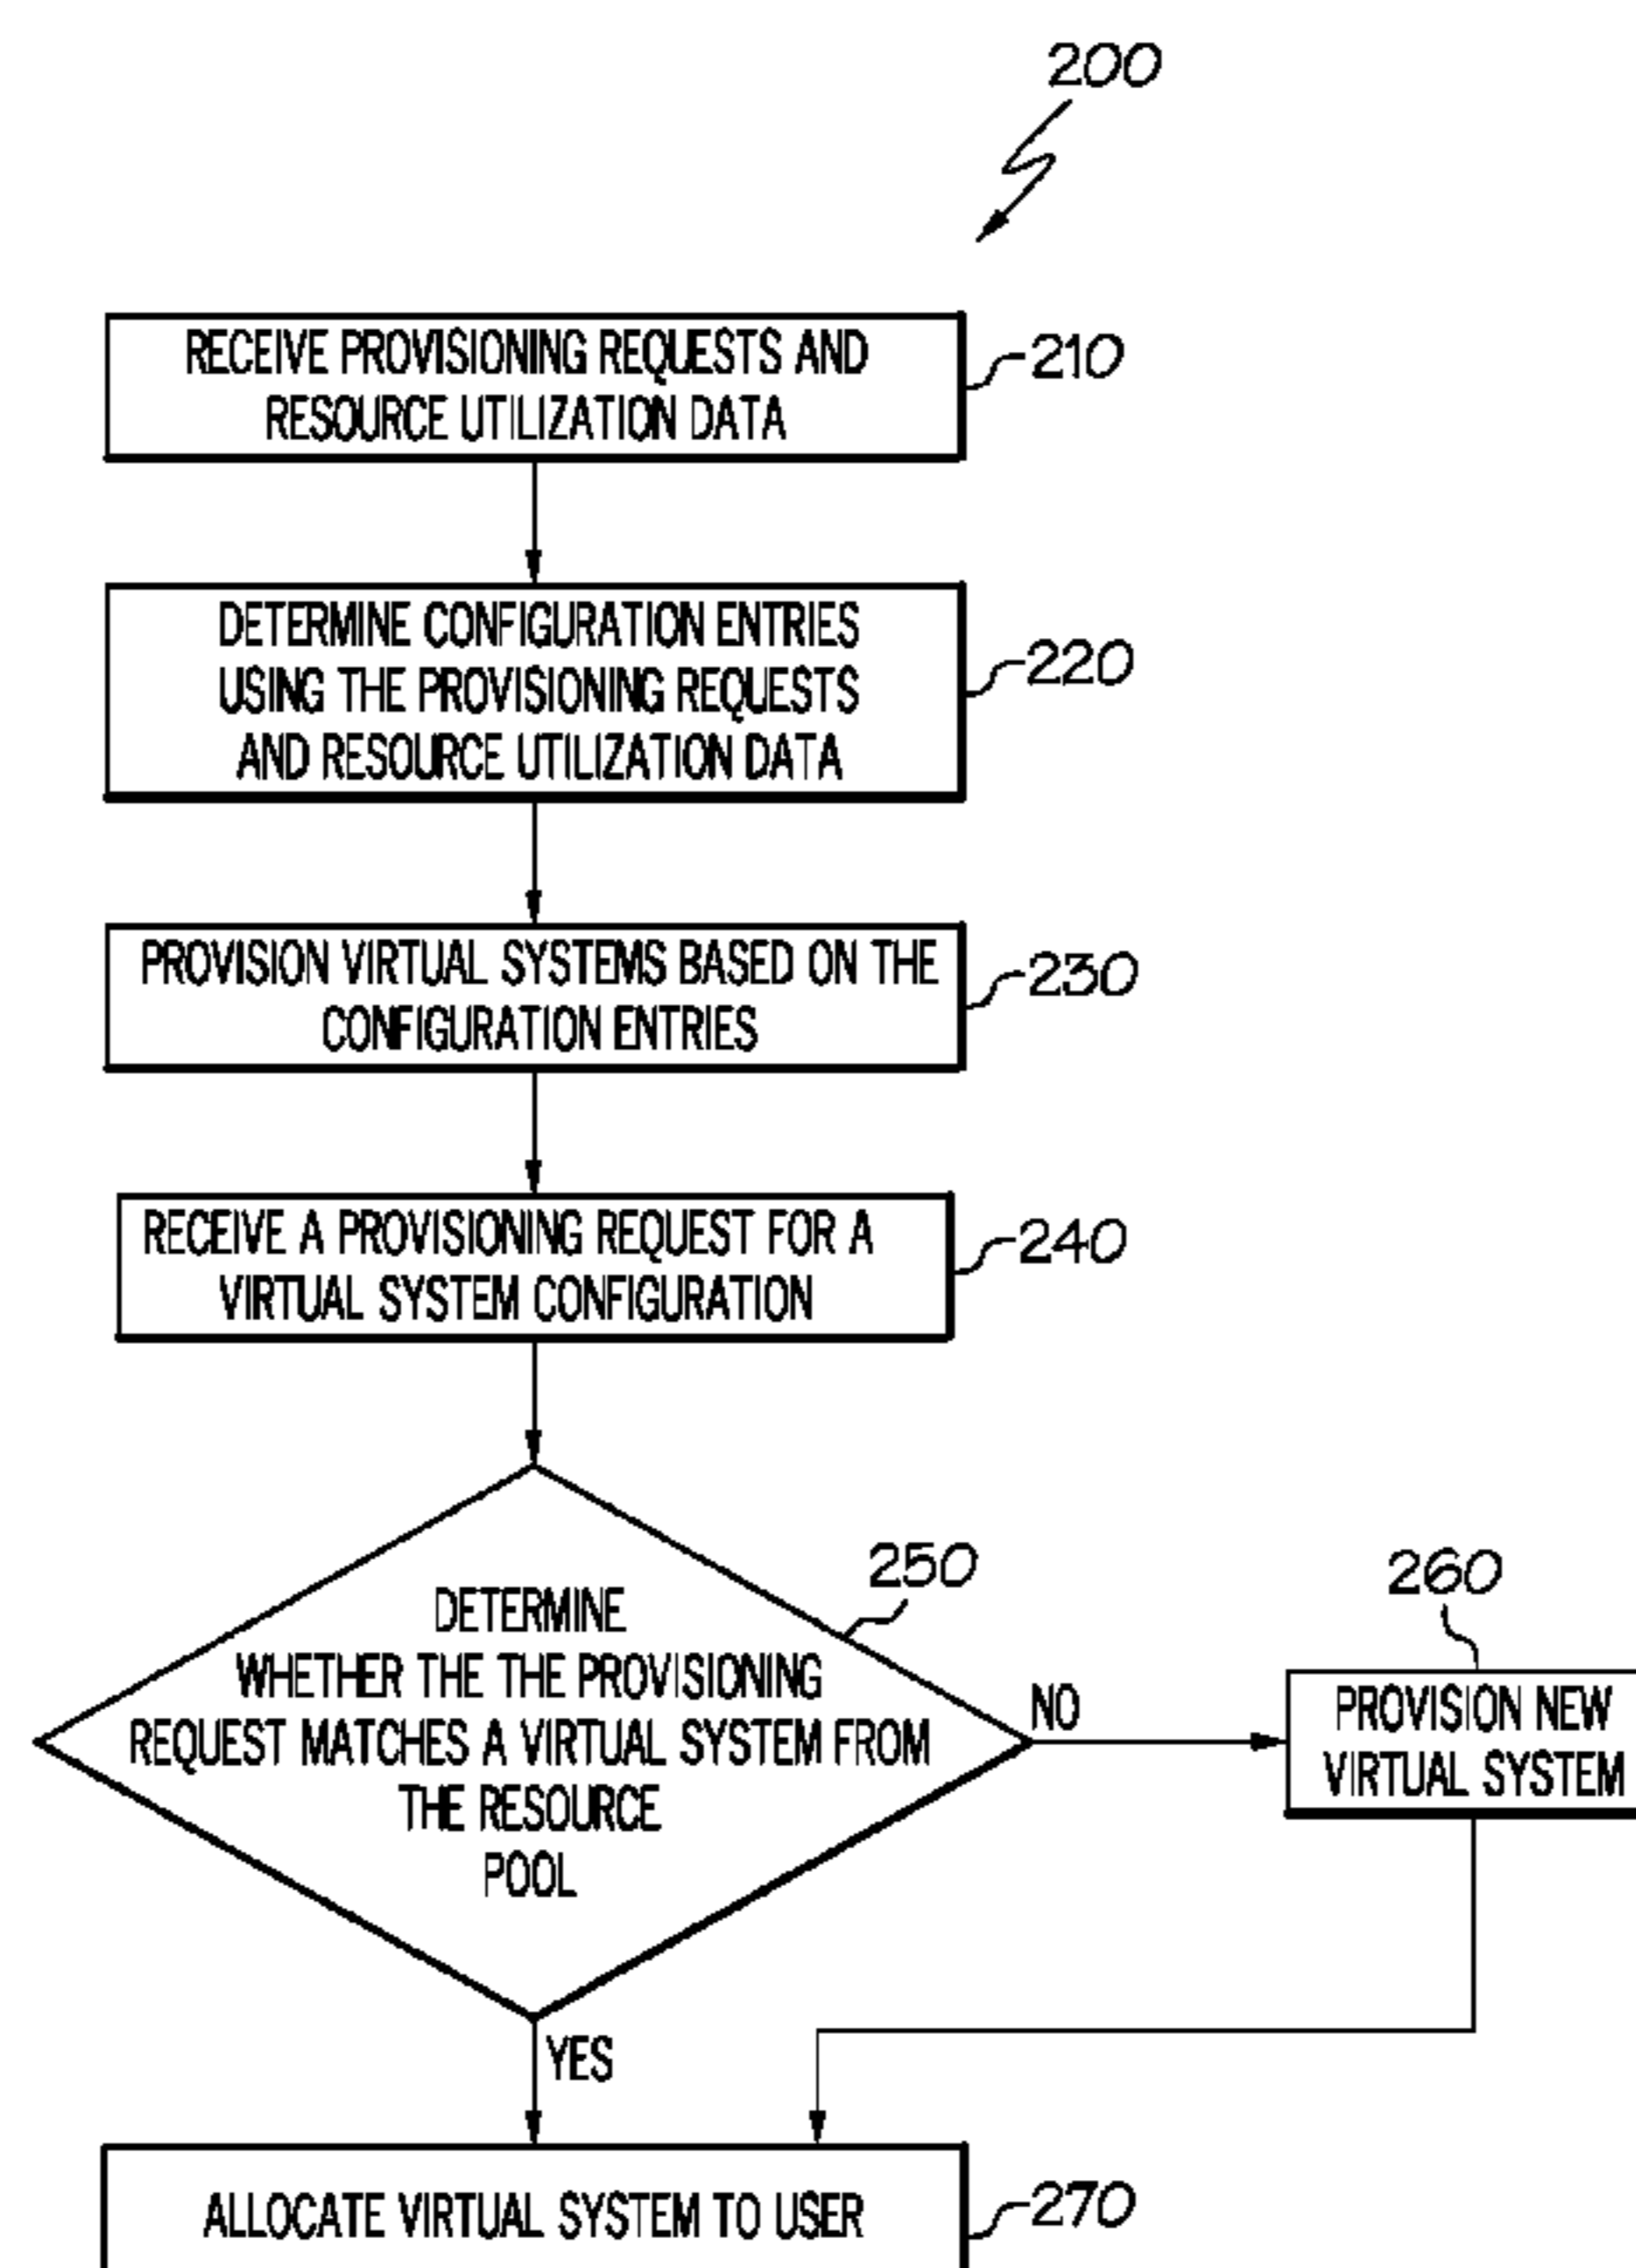 200
RECEIVE PROVISIONING REQUESTS AND
RESOURCE UTILIZATION DATA
210
DETERMINE CONFIGURATION ENTRIES
USING THE PROVISIONING REQUESTS
AND RESOURCE UTILIZATION DATA
220
PROVISION VIRTUAL SYSTEMS BASED ON THE
CONFIGURATION ENTRIES
230
RECEIVE A PROVISIONING REQUEST FOR A
VIRTUAL SYSTEM CONFIGURATION
240
DETERMINE
WHETHER THE THE PROVISIONING
REQUEST MATCHES A VIRTUAL SYSTEM FROM
THE RESOURCE
POOL
250
NO
260
PROVISION NEW
VIRTUAL SYSTEM
YES
ALLOCATE VIRTUAL SYSTEM TO USER
270